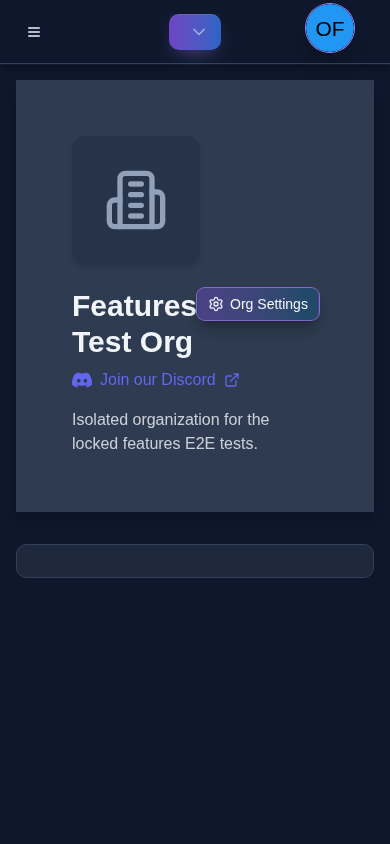 OF
Features
Org Settings
Test Org
Join our Discord
Isolated organization for the
locked features E2E tests.